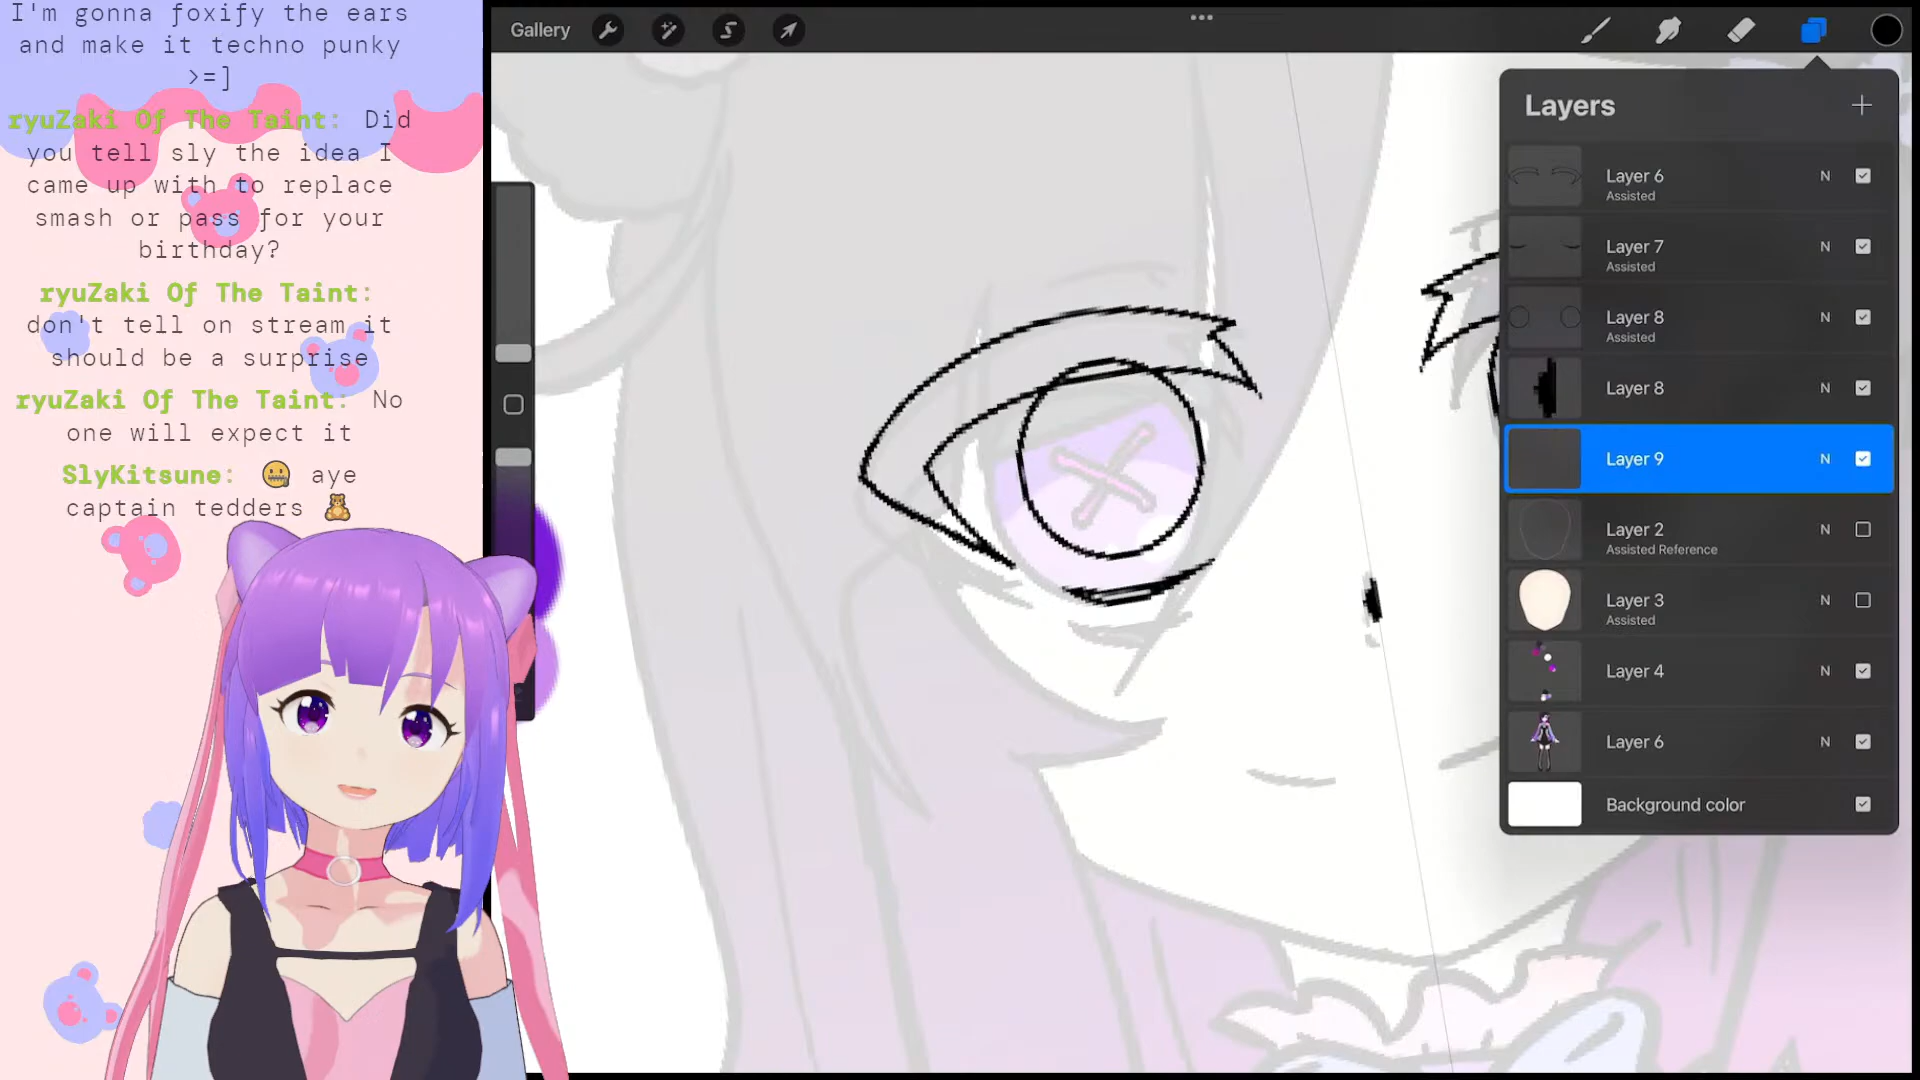 I'm gonna foxify the ears
and make it techno punky
>=]
ryuZaki Of The Taint: Did
you tell sly the idea I
came up with to replace
smash or pass for your
birthday?
ryuZaki Of The Taint:
don't tell on stream it
should be a surprise
ryuZaki Of The Taint: No
one will expect it
SlyKitsune: 🤐 aye
captain tedders 🧸
Gallery
Layers
Layer 6 N
Assisted
Layer 7 N
Assisted
Layer 8 N
Assisted
Layer 8 N
Layer 9 N
Layer 2 N
Assisted Reference
Layer 3 N
Assisted
Layer 4 N
Layer 6 N
Background color